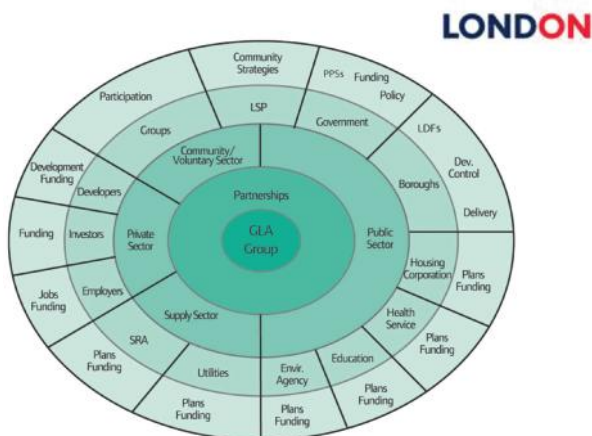 LONDON
Community
Strategies
PPSs
Funding
Policy
Participation
LSP
Government
LDFs
Groups
Community/
Voluntary Sector
Dev.
Control
Development
Funding
Developers
Partnerships
Boroughs
Delivery
Funding
Investors
Private
Sector
GLA
Group
Public
Sector
Housing
Corporation
Plans
Funding
Jobs
Funding
Employers
Supply Sector
Health
Service
Plans
Funding
SRA
Plans
Funding
Utilities
Envir.
Agency
Education
Plans
Funding
Plans
Funding
Plans
Funding